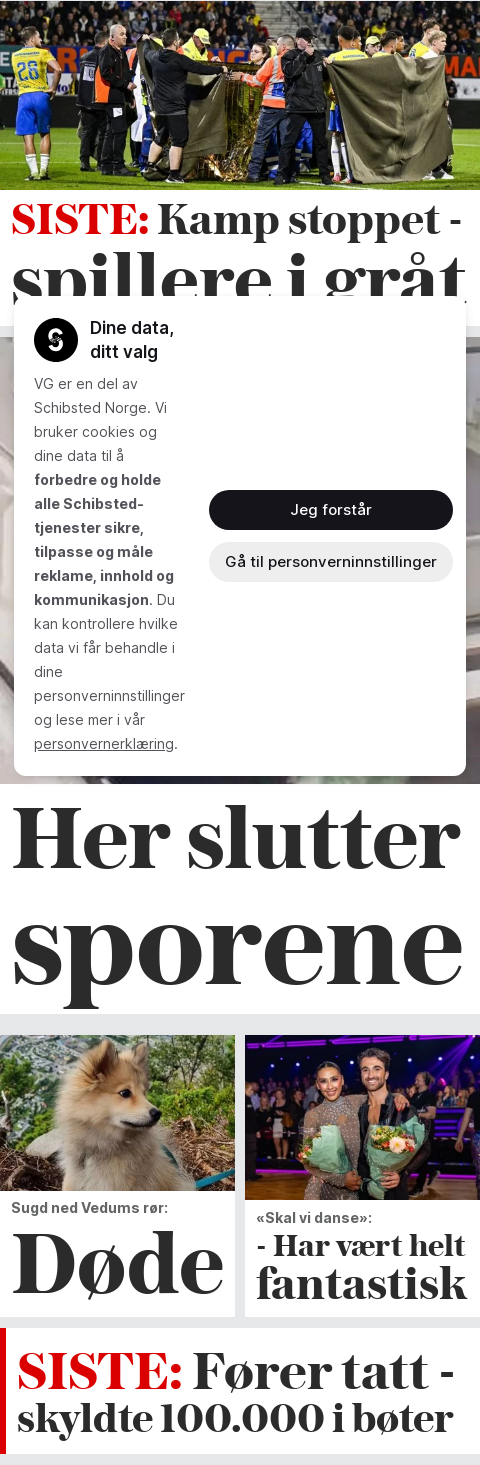 26
SISTE: Kamp stoppet -
spillere i gråt
Dine data,
ditt valg
VG er en del av
Schibsted Norge. Vi
bruker cookies og
dine data til å
forbedre og holde
alle Schibsted-
tjenester sikre,
tilpasse og måle
reklame, innhold og
kommunikasjon. Du
kan kontrollere hvilke
data vi får behandle i
dine
personverninnstillinger
og lese mer i vår
personvernerklæring.
Jeg forstår
Gå til personverninnstillinger
Her slutter
sporene
Sugd ned Vedums rør:
Døde
«Skal vi danse»:
- Har vært helt
fantastisk
SISTE: Fører tatt -
skyldte 100.000 i bøter